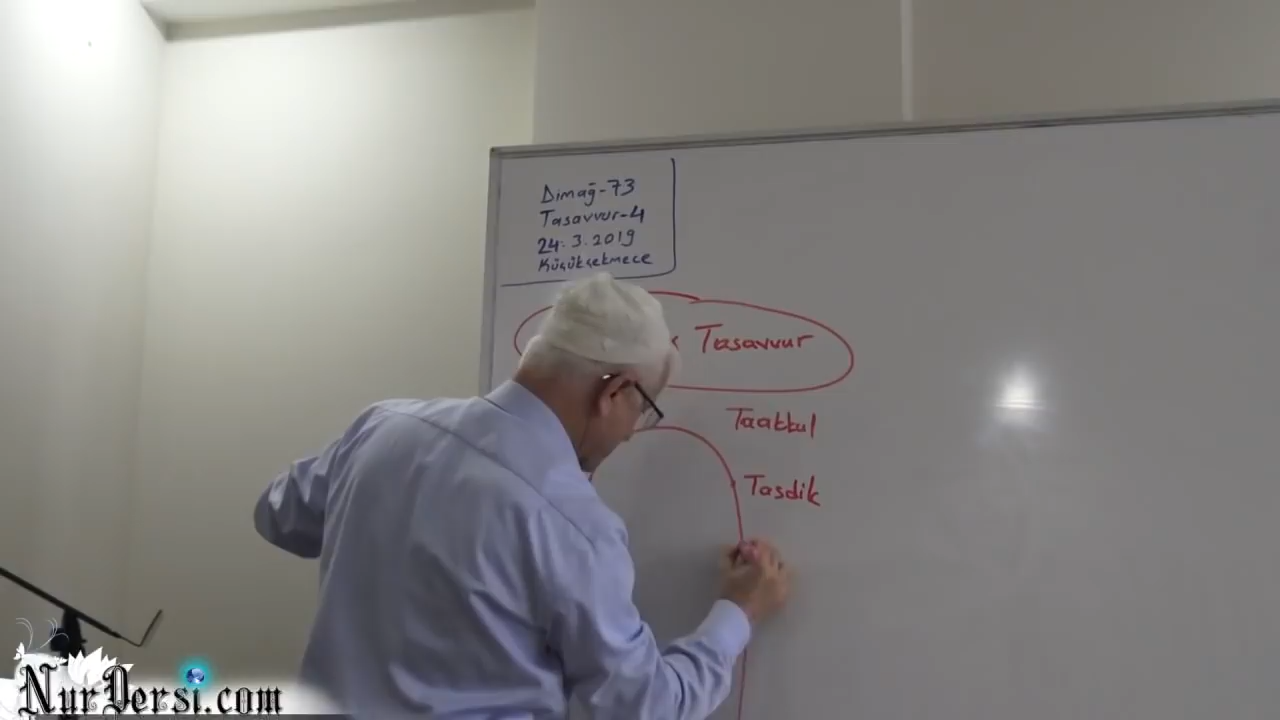 Dimağ-73
Tasavvur-4
24.3.2019
Küçükçekmece
Tasavvur
Taakkul
Tasdik
NurDersi.com